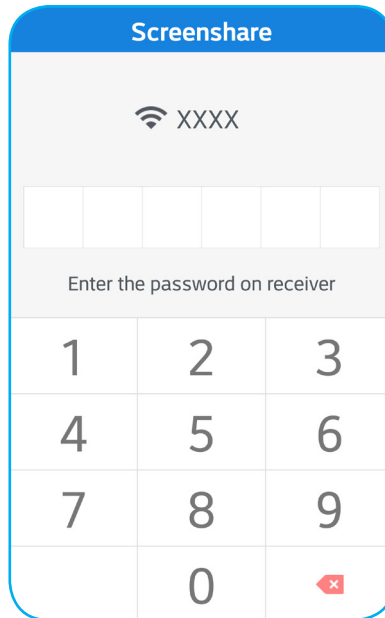 Screenshare
XXXX
Enter the password on receiver
1 2 3
4 5 6
7 8 9
0